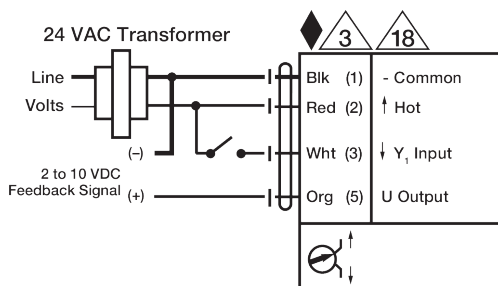 24 VAC Transformer
3 18
Line
Volts
Blk (1) - Common
Red (2) ↑ Hot
(–) Wht (3) ↓ Y1 Input
2 to 10 VDC
Feedback Signal (+)
Org (5) U Output